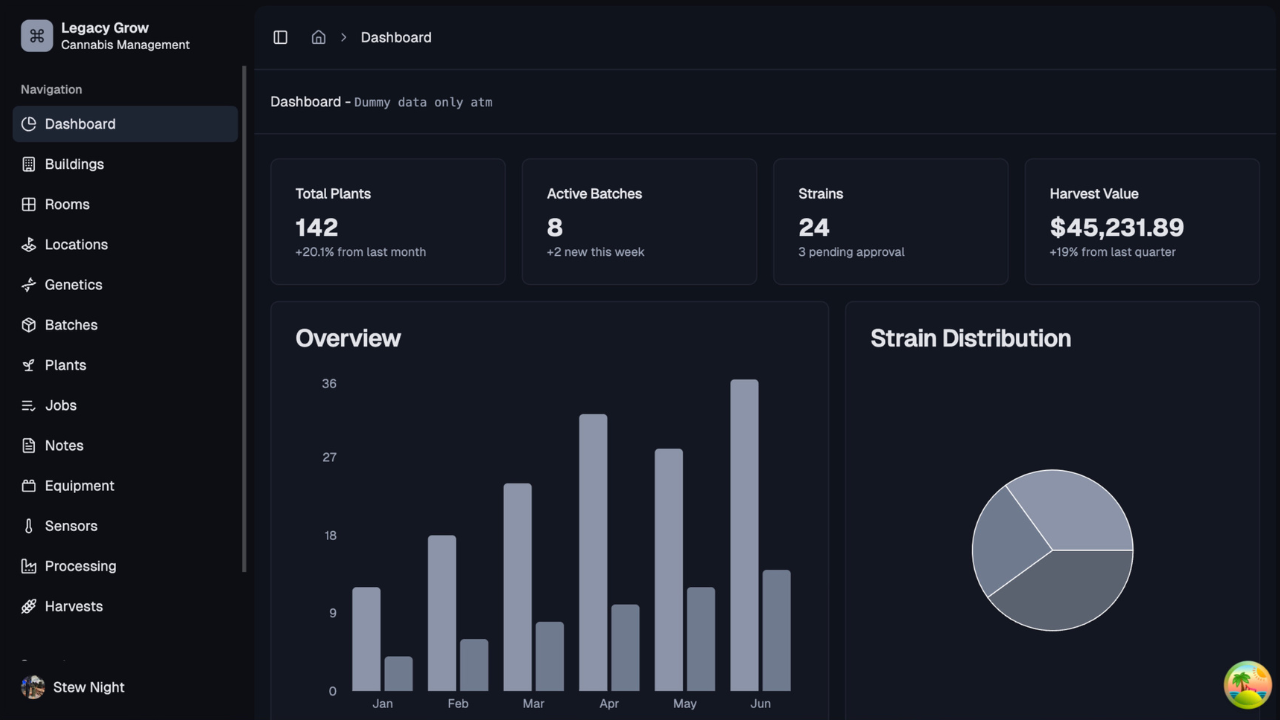 Legacy Grow
Cannabis Management
Navigation
Dashboard
Buildings
Rooms
Locations
Genetics
Batches
Plants
Jobs
Notes
Equipment
Sensors
Processing
Harvests
Stew Night
Dashboard
Dashboard - Dummy data only atm
Total Plants
142
+20.1% from last month
Active Batches
8
+2 new this week
Strains
24
3 pending approval
Harvest Value
$45,231.89
+19% from last quarter
Overview
36
27
18
9
0
Jan Feb Mar Apr May Jun
Strain Distribution